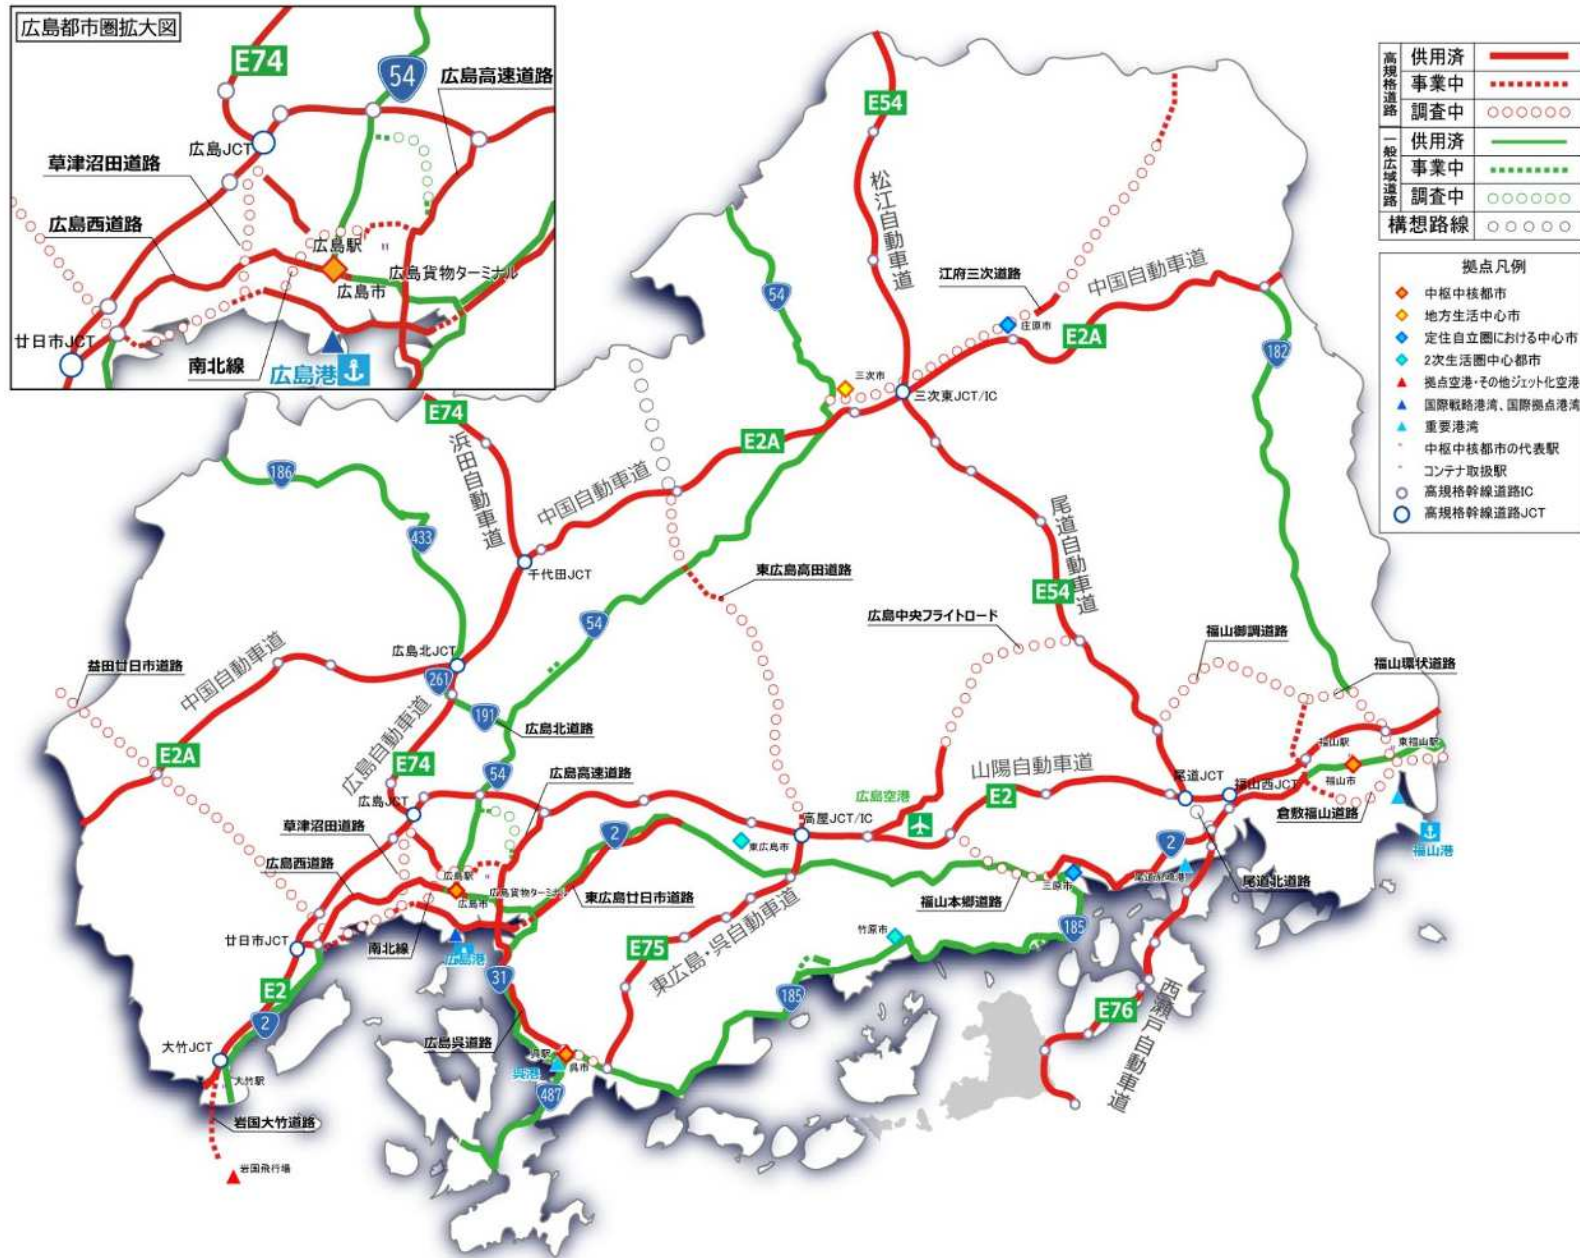 広島都市圏拡大図
E74
54
広島高速道路
広島JCT
草津沼田道路
広島西道路
広島駅
広島貨物ターミナル
広島市
廿日市JCT
南北線
広島港
高規格道路
供用済
事業中
調査中
一般広域道路
供用済
事業中
調査中
構想路線
拠点凡例
中枢中核都市
地方生活中心市
定住自立圏における中心市
2次生活圏中心都市
拠点空港・その他ジェット化空港
国際戦略港湾、国際拠点港湾
重要港湾
中枢中核都市の代表駅
コンテナ取扱駅
高規格幹線道路IC
高規格幹線道路JCT
E54
松江自動車道
江府三次道路
中国自動車道
54
庄原市
E2A
182
三次市
三次東JCT/IC
E74
浜田自動車道
E2A
186
中国自動車道
433
千代田JCT
尾道自動車道
東広島高田道路
E54
54
広島中央フライトロード
福山御調道路
広島北JCT
益田廿日市道路
中国自動車道
261
福山環状道路
191
広島北道路
広島自動車道
E2A
E74
54
広島高速道路
福山駅
東福山駅
山陽自動車道
福山市
尾道JCT
福山西JCT
E2
広島空港
広島JCT
倉敷福山道路
草津沼田道路
2
高屋JCT/IC
東広島市
2
福山港
広島西道路
広島駅
広島貨物ターミナル
広島市
東広島廿日市道路
三原市
尾道糸崎港
尾道北道路
福山本郷道路
竹原市
185
廿日市JCT
南北線
広島港
E75
東広島・呉自動車道
31
E2
2
185
E76
西瀬戸自動車道
大竹JCT
広島呉道路
呉駅
呉港
呉市
大竹駅
487
岩国大竹道路
岩国飛行場